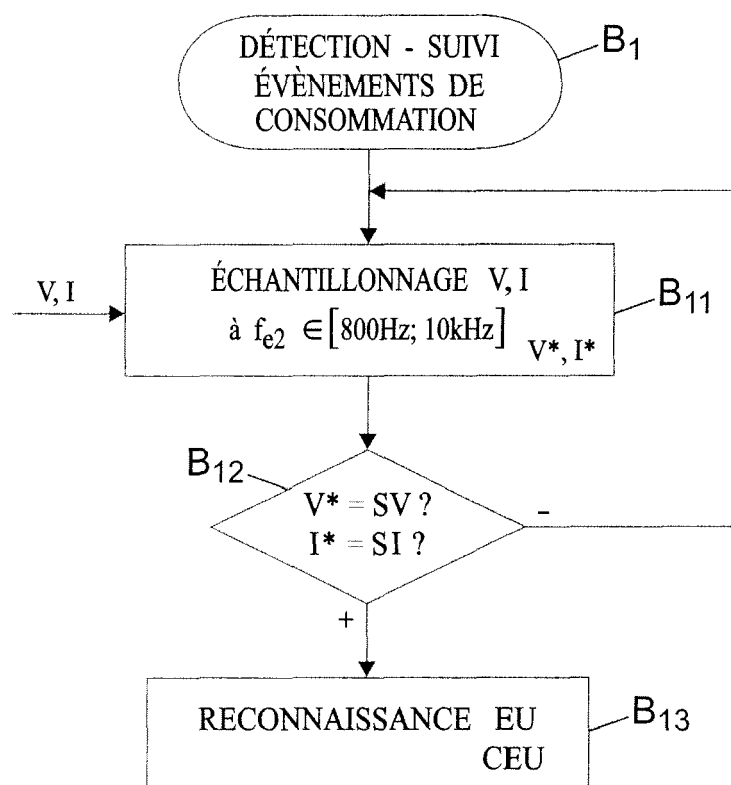 DÉTECTION - SUIVI
ÉVÈNEMENTS DE
CONSOMMATION
B1
ÉCHANTILLONNAGE V, I
à fe2 ∈ [800Hz; 10kHz]
V*, I*
V, I
B11
B12
V* = SV ?
I* = SI ?
-
+
RECONNAISSANCE EU
CEU
B13